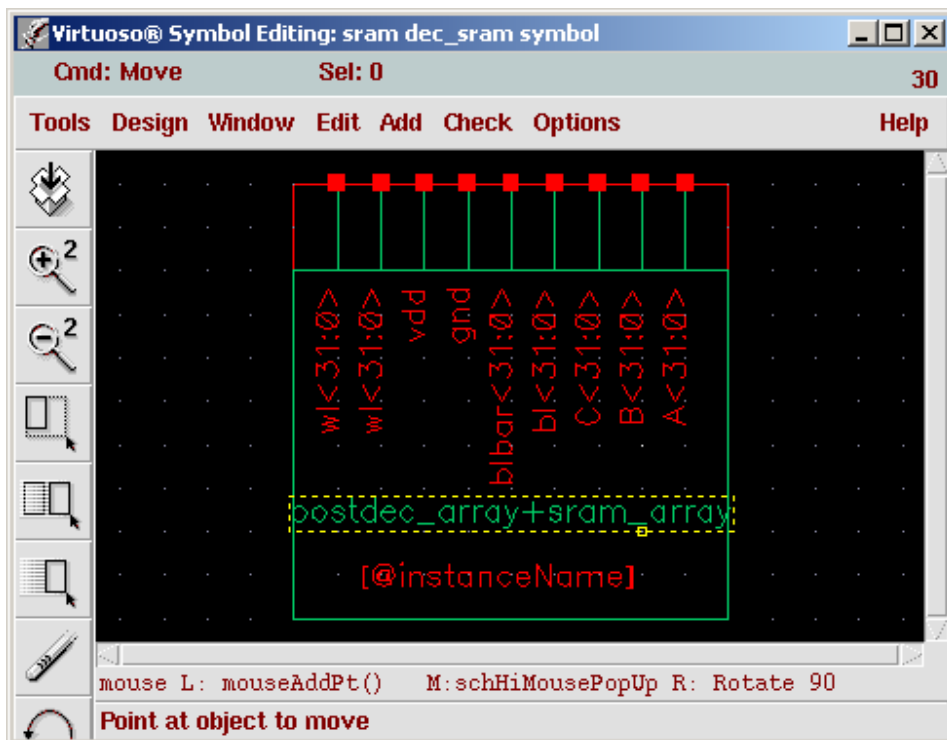 Virtuoso® Symbol Editing: sram dec_sram symbol
Cmd: Move Sel: 0 30
Tools Design Window Edit Add Check Options Help
2
2
wl<31:0>
wl<31:0>
vdd
gnd
blbar<31:0>
bl<31:0>
C<31:0>
B<31:0>
A<31:0>
postdec_array+sram_array
[@instanceName]
mouse L: mouseAddPt() M:schHiMousePopUp R: Rotate 90
Point at object to move